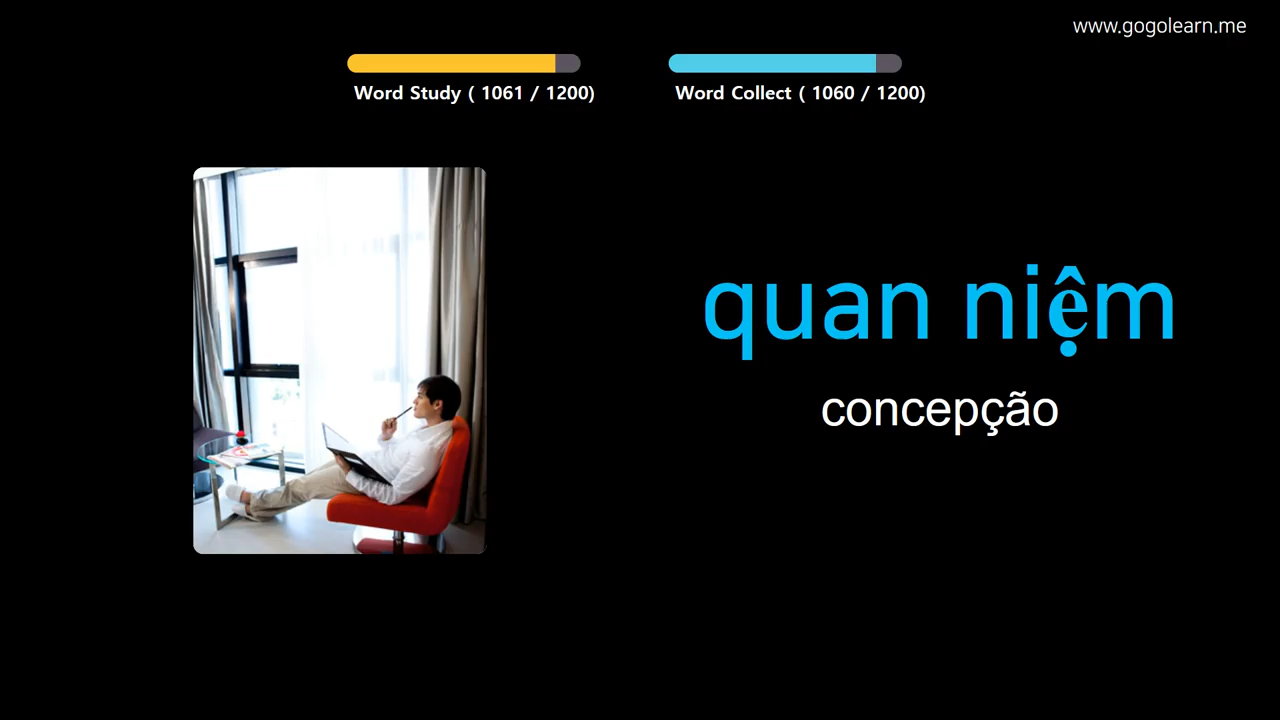 www.gogolearn.me
Word Study ( 1061 / 1200)
Word Collect ( 1060 / 1200)
quan niệm
concepção